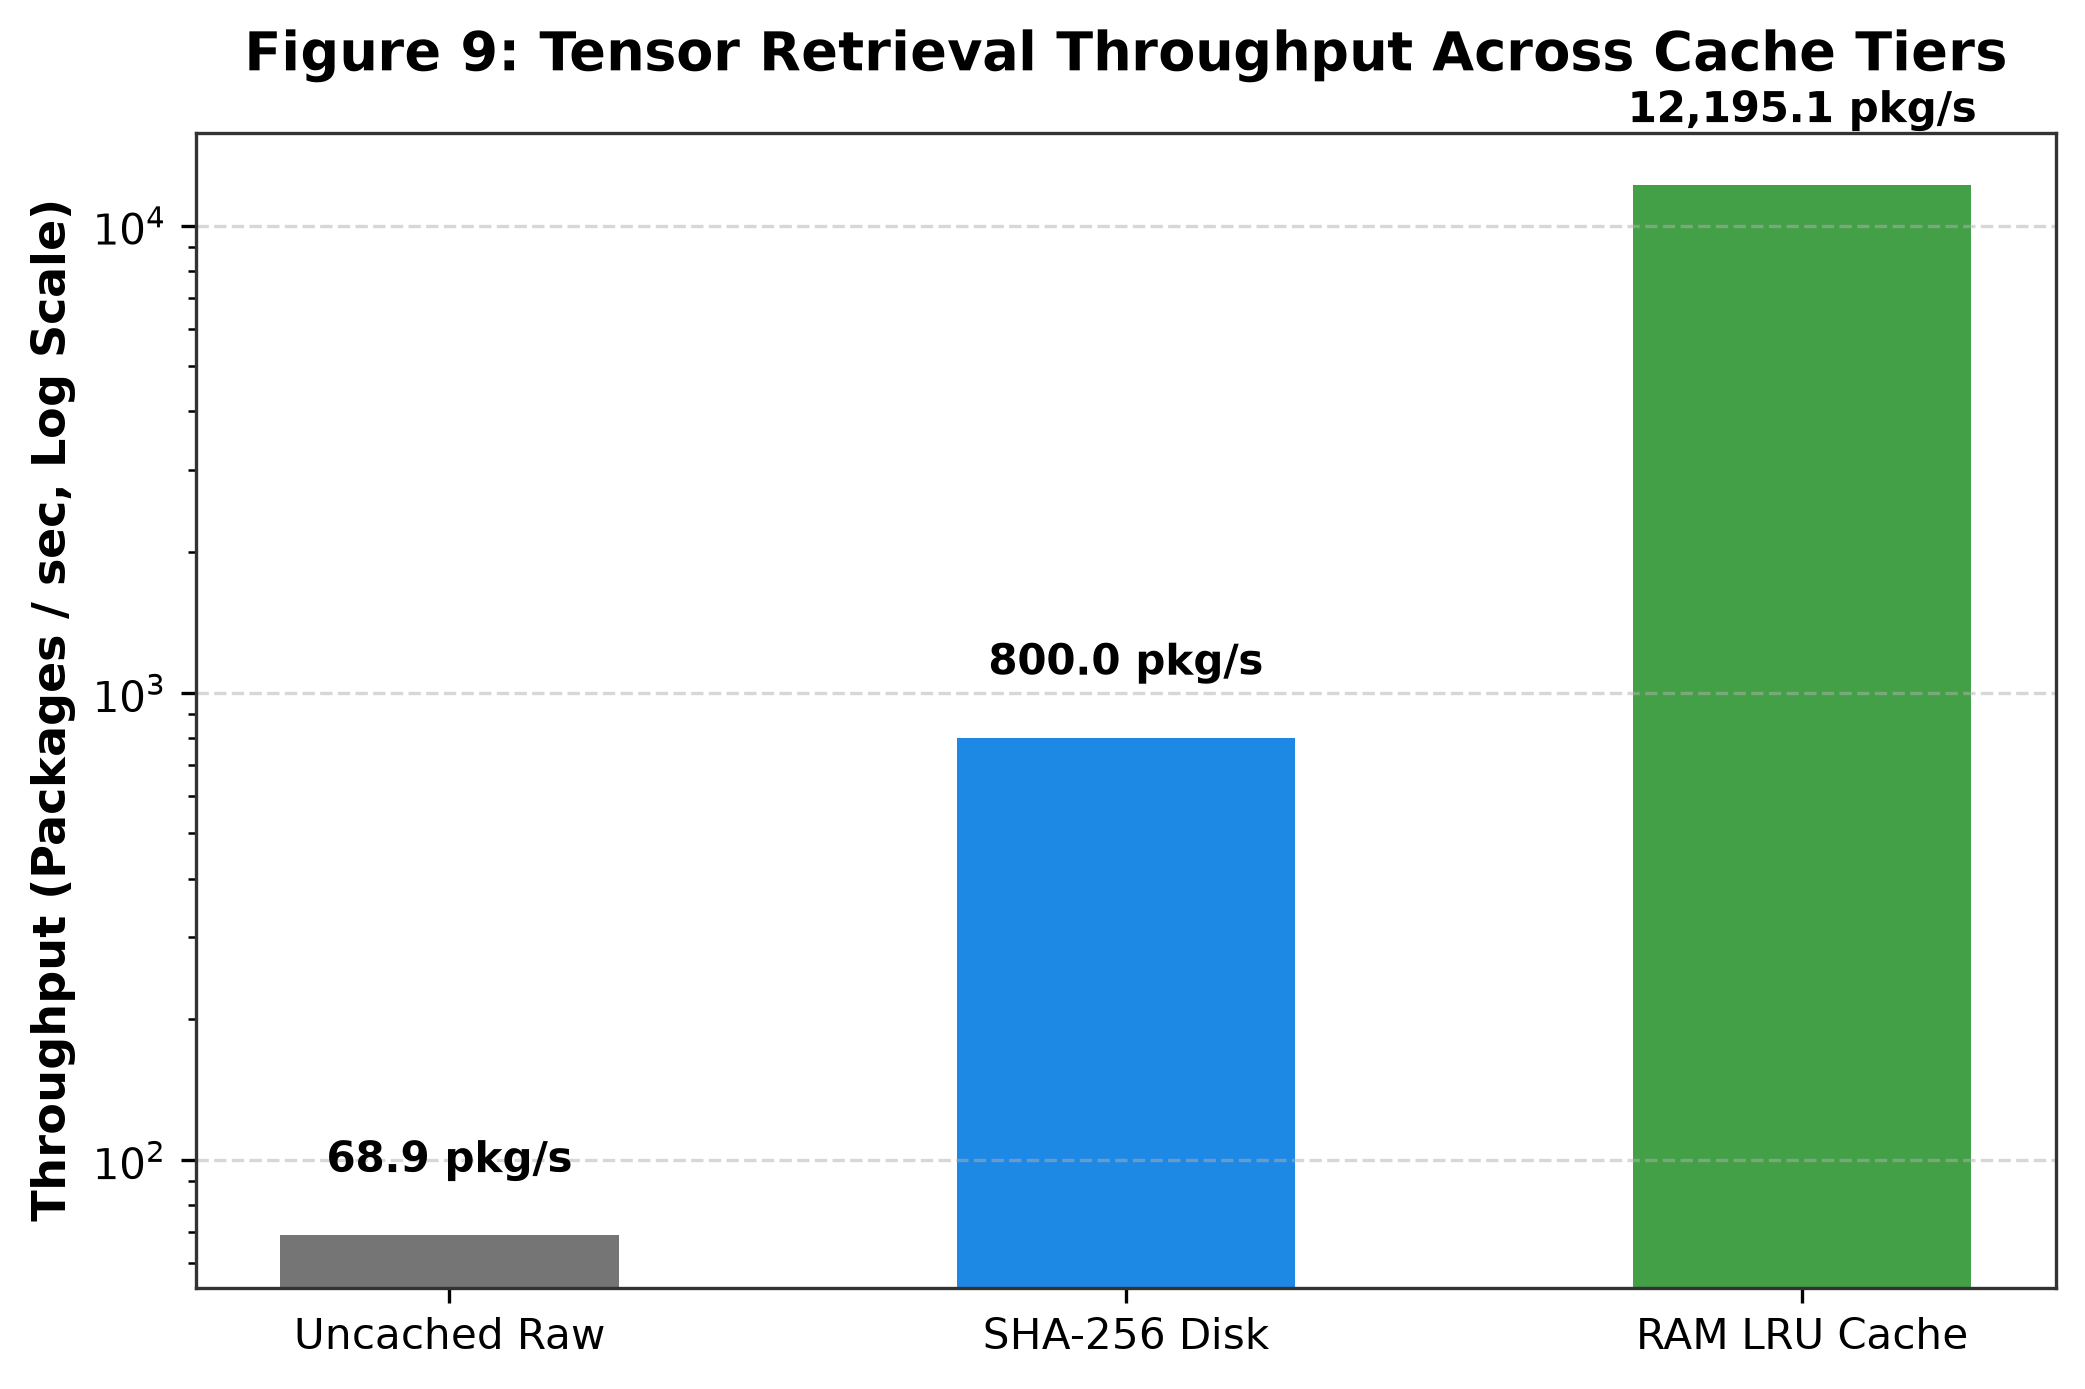 Figure 9: Tensor Retrieval Throughput Across Cache Tiers
12,195.1 pkg/s
Throughput (Packages / sec, Log Scale)
10⁴
800.0 pkg/s
10³
68.9 pkg/s
10²
Uncached Raw
SHA-256 Disk
RAM LRU Cache